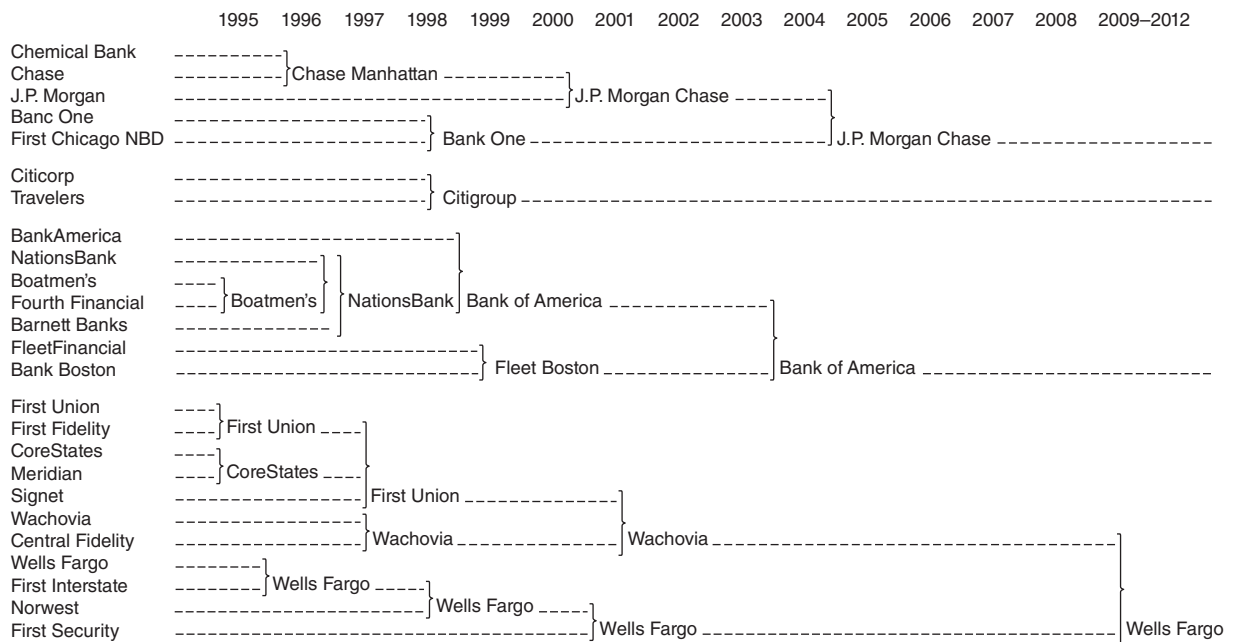 1995 1996 1997 1998 1999 2000 2001 2002 2003 2004 2005 2006 2007 2008 2009–2012
Chemical Bank
Chase Chase Manhattan
J.P. Morgan J.P. Morgan Chase
Banc One
First Chicago NBD Bank One J.P. Morgan Chase
Citicorp
Travelers Citigroup
BankAmerica
NationsBank
Boatmen's
Fourth Financial Boatmen's NationsBank Bank of America
Barnett Banks
FleetFinancial
Bank Boston Fleet Boston Bank of America
First Union
First Fidelity First Union
CoreStates
Meridian CoreStates
Signet First Union
Wachovia
Central Fidelity Wachovia Wachovia
Wells Fargo
First Interstate Wells Fargo
Norwest Wells Fargo
First Security Wells Fargo Wells Fargo